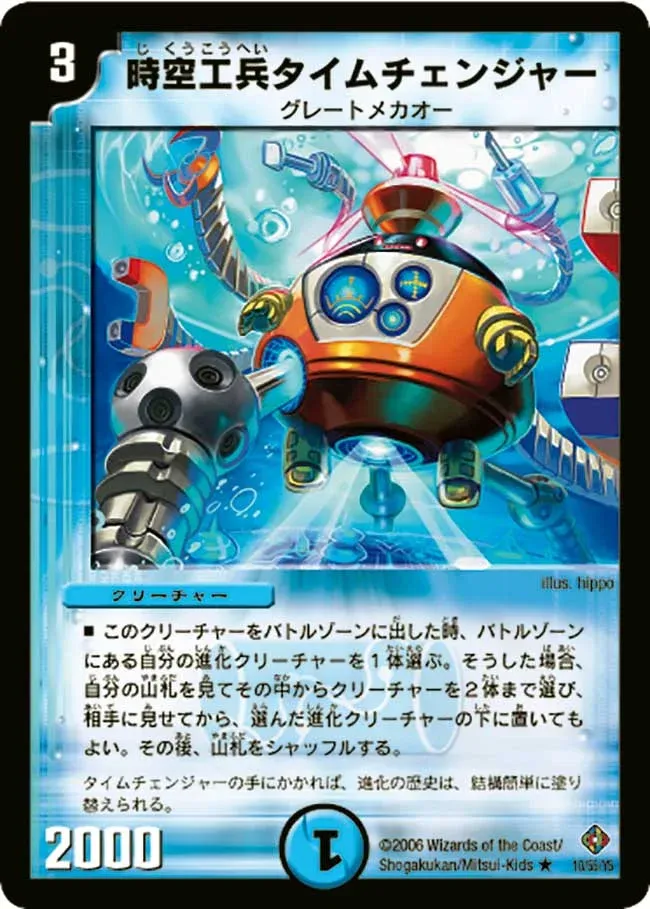 3
じくうこうへい
時空工兵タイムチェンジャー
グレートメカオー
illus. hippo
クリーチャー
■ このクリーチャーをバトルゾーンに出した時、バトルゾーン
にある自分の進化クリーチャーを1体選ぶ。そうした場合、
自分の山札を見てその中からクリーチャーを2体まで選び、
相手に見せてから、選んだ進化クリーチャーの下に置いても
よい。その後、山札をシャッフルする。
タイムチェンジャーの手にかかれば、進化の歴史は、結構簡単に塗り
替えられる。
2000
1
©2006 Wizards of the Coast/
Shogakukan/Mitsui-Kids ★ 10/55 Y5